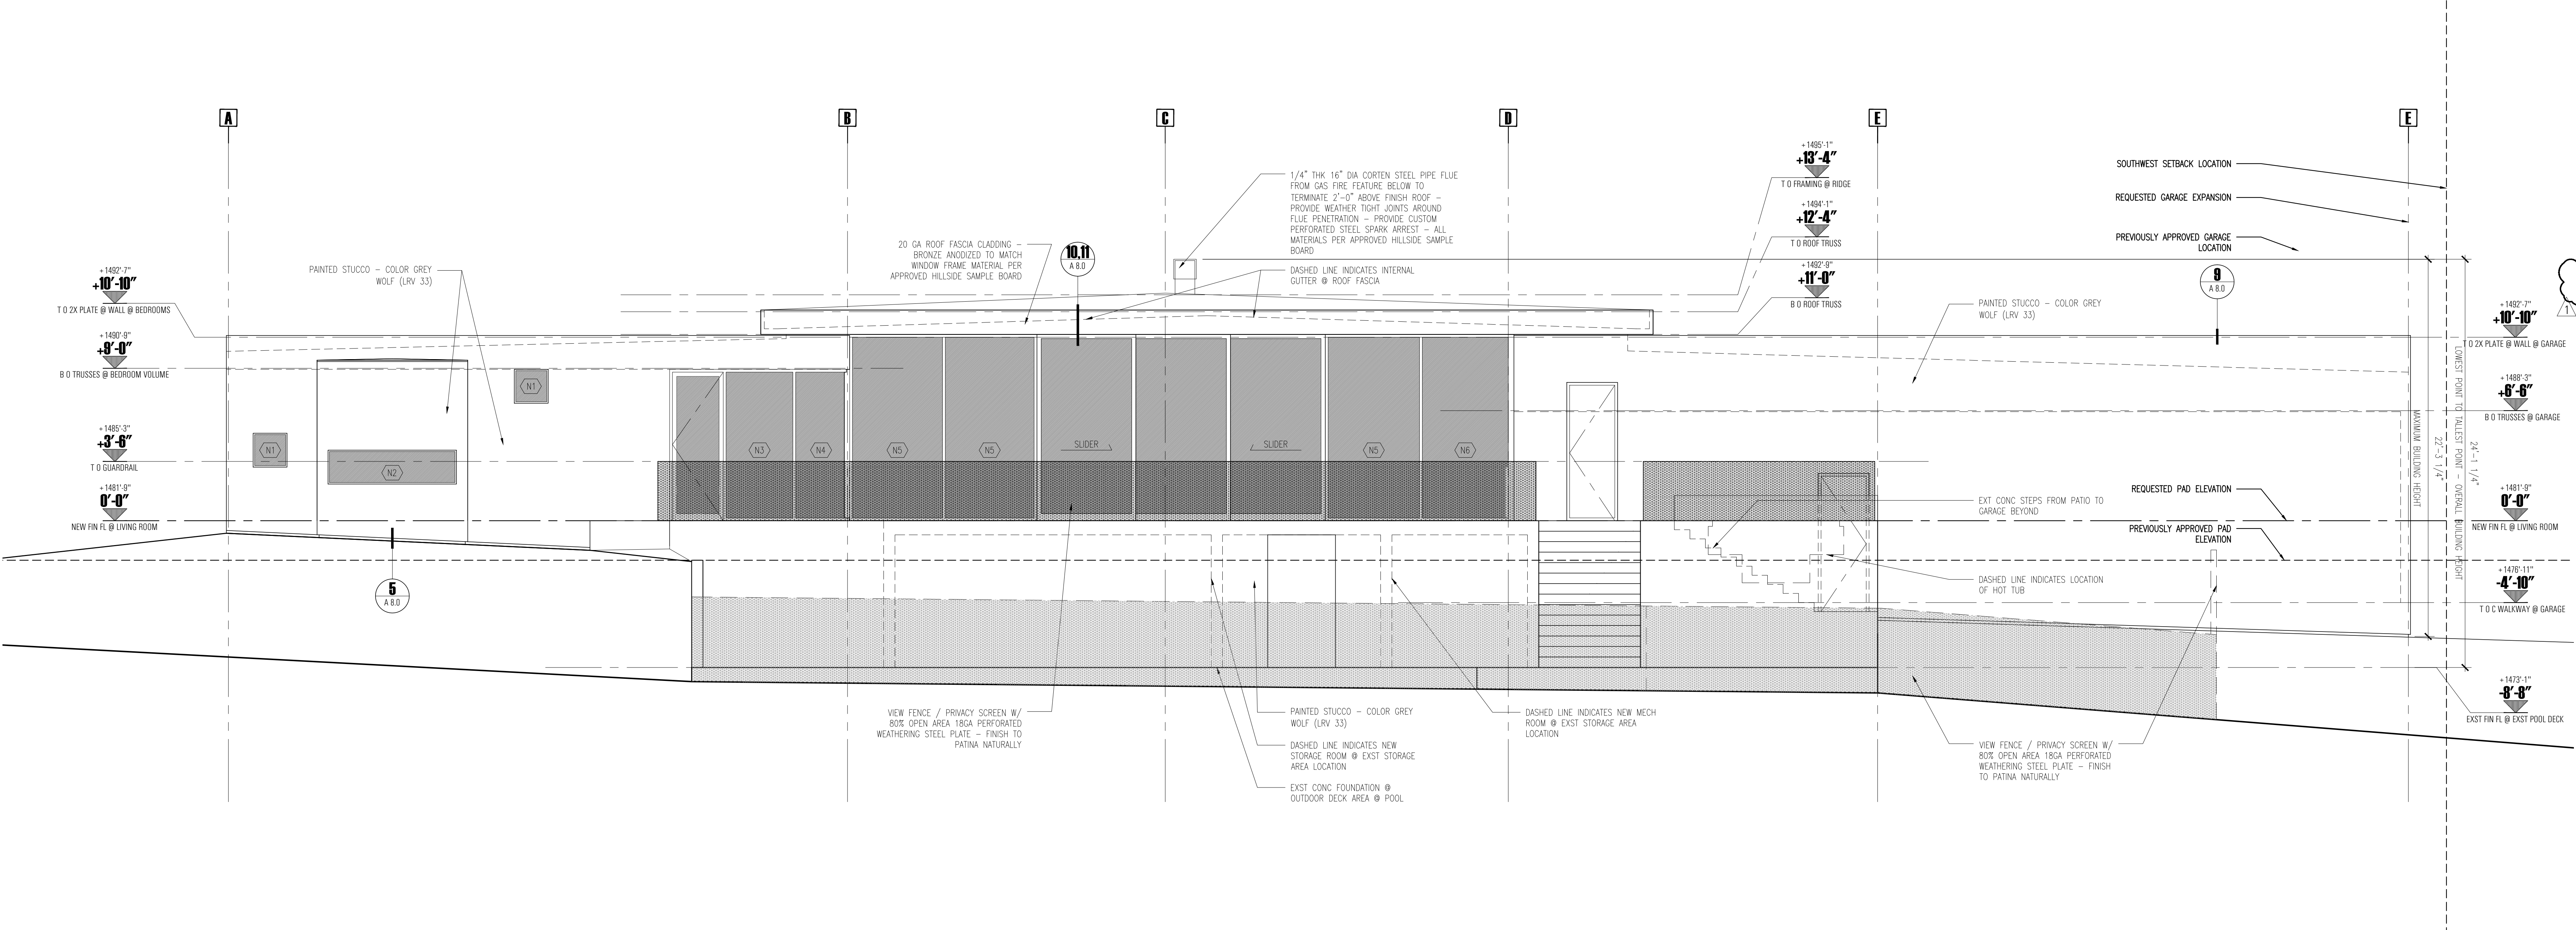 A
B
C
D
E
E
+1495'-1"
+13'-4"
T O FRAMING @ RIDGE
+1494'-1"
+12'-4"
T O ROOF TRUSS
+1492'-9"
+11'-0"
B O ROOF TRUSS
SOUTHWEST SETBACK LOCATION
REQUESTED GARAGE EXPANSION
PREVIOUSLY APPROVED GARAGE
LOCATION
1/4" THK 16" DIA CORTEN STEEL PIPE FLUE
FROM GAS FIRE FEATURE BELOW TO
TERMINATE 2'-0" ABOVE FINISH ROOF –
PROVIDE WEATHER TIGHT JOINTS AROUND
FLUE PENETRATION – PROVIDE CUSTOM
PERFORATED STEEL SPARK ARREST – ALL
MATERIALS PER APPROVED HILLSIDE SAMPLE
BOARD
20 GA ROOF FASCIA CLADDING –
BRONZE ANODIZED TO MATCH
WINDOW FRAME MATERIAL PER
APPROVED HILLSIDE SAMPLE BOARD
10,11
A 8.0
DASHED LINE INDICATES INTERNAL
GUTTER @ ROOF FASCIA
9
A 8.0
PAINTED STUCCO – COLOR GREY
WOLF (LRV 33)
PAINTED STUCCO – COLOR GREY
WOLF (LRV 33)
+1492'-7"
+10'-10"
T O 2X PLATE @ WALL @ BEDROOMS
+1490'-9"
+9'-0"
B O TRUSSES @ BEDROOM VOLUME
+1485'-3"
+3'-6"
T O GUARDRAIL
+1481'-9"
0'-0"
NEW FIN FL @ LIVING ROOM
1
+1492'-7"
+10'-10"
T O 2X PLATE @ WALL @ GARAGE
+1488'-3"
+6'-6"
B O TRUSSES @ GARAGE
+1481'-9"
0'-0"
NEW FIN FL @ LIVING ROOM
+1476'-11"
-4'-10"
T O C WALKWAY @ GARAGE
+1473'-1"
-8'-8"
EXST FIN FL @ EXST POOL DECK
MAXIMUM BUILDING HEIGHT
22'-3 1/4"
LOWEST POINT TO TALLEST POINT – OVERALL BUILDING HEIGHT
24'-1 1/4"
N1
N2
N1
N3
N4
N5
N5
SLIDER
SLIDER
N5
N6
REQUESTED PAD ELEVATION
PREVIOUSLY APPROVED PAD
ELEVATION
EXT CONC STEPS FROM PATIO TO
GARAGE BEYOND
DASHED LINE INDICATES LOCATION
OF HOT TUB
5
A 8.0
VIEW FENCE / PRIVACY SCREEN W/
80% OPEN AREA 18GA PERFORATED
WEATHERING STEEL PLATE – FINISH TO
PATINA NATURALLY
PAINTED STUCCO – COLOR GREY
WOLF (LRV 33)
DASHED LINE INDICATES NEW
STORAGE ROOM @ EXST STORAGE
AREA LOCATION
EXST CONC FOUNDATION @
OUTDOOR DECK AREA @ POOL
DASHED LINE INDICATES NEW MECH
ROOM @ EXST STORAGE AREA
LOCATION
VIEW FENCE / PRIVACY SCREEN W/
80% OPEN AREA 18GA PERFORATED
WEATHERING STEEL PLATE – FINISH
TO PATINA NATURALLY